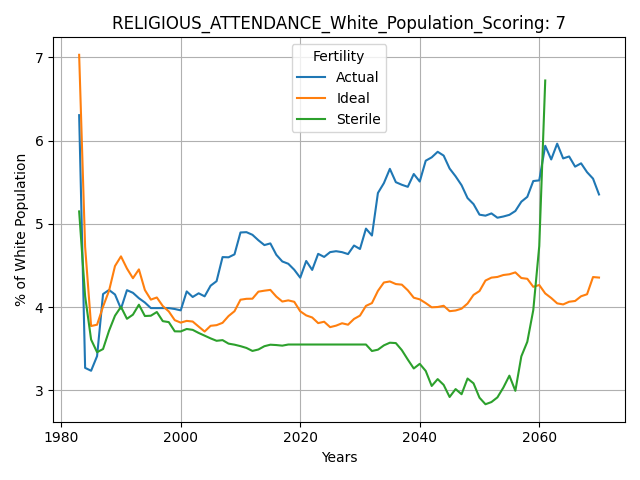 RELIGIOUS_ATTENDANCE_White_Population_Scoring: 7
Fertility
Actual
Ideal
Sterile
% of White Population
7
6
5
4
3
1980
2000
2020
2040
2060
Years